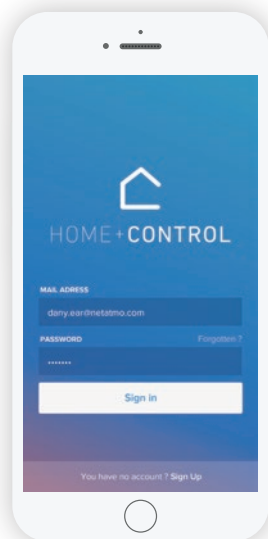 HOME+CONTROL
MAIL ADRESS
dany.ear@netatmo.com
PASSWORD Forgotten ?
•••••••
Sign in
You have no account ? Sign Up